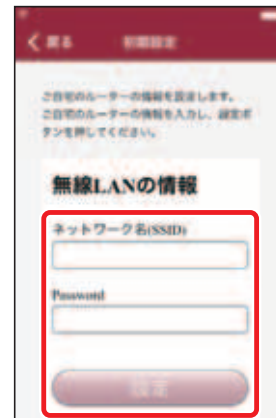 戻る 初期設定
ご自宅のルーターの情報を設定します。
ご自宅のルーターの情報を入力し、設定ボ
タンを押してください。
無線LANの情報
ネットワーク名(SSID)
Password
設定